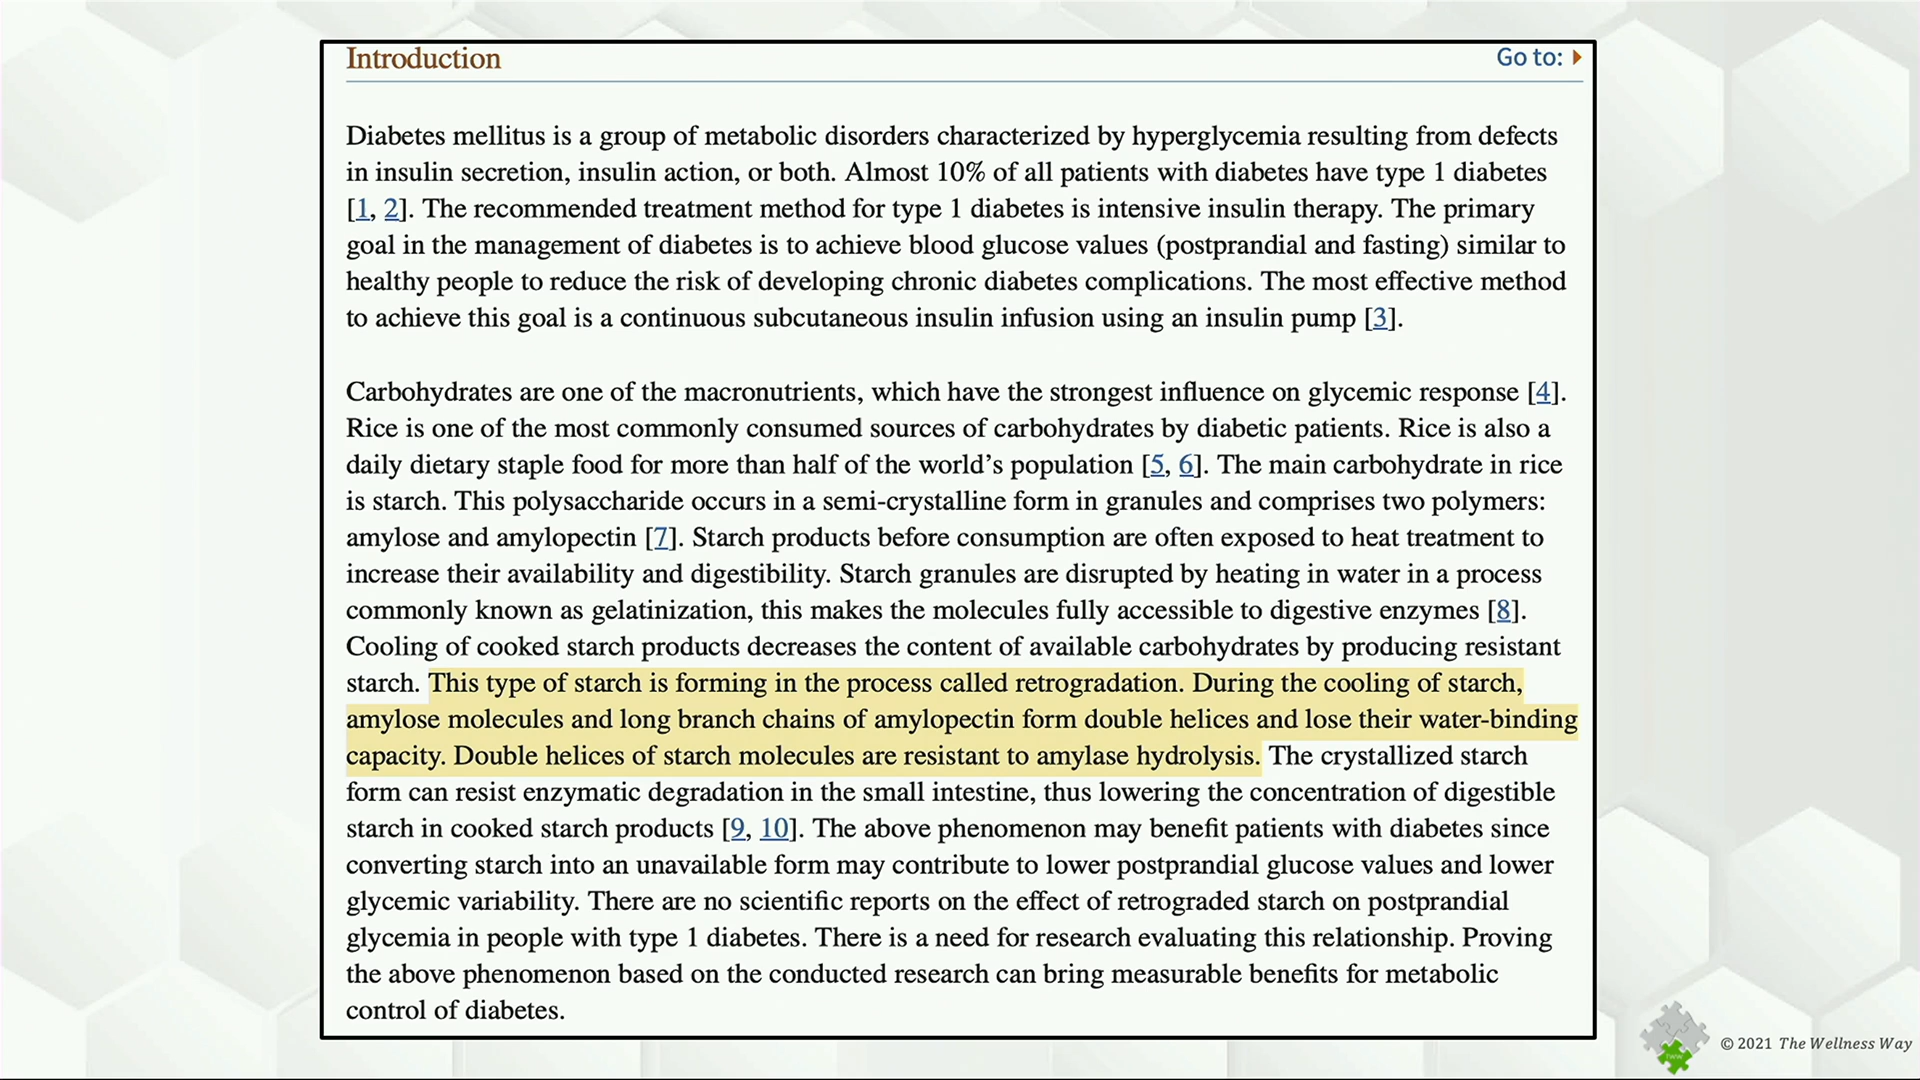 Introduction
Go to:
Diabetes mellitus is a group of metabolic disorders characterized by hyperglycemia resulting from defects
in insulin secretion, insulin action, or both. Almost 10% of all patients with diabetes have type 1 diabetes
[1, 2]. The recommended treatment method for type 1 diabetes is intensive insulin therapy. The primary
goal in the management of diabetes is to achieve blood glucose values (postprandial and fasting) similar to
healthy people to reduce the risk of developing chronic diabetes complications. The most effective method
to achieve this goal is a continuous subcutaneous insulin infusion using an insulin pump [3].
Carbohydrates are one of the macronutrients, which have the strongest influence on glycemic response [4].
Rice is one of the most commonly consumed sources of carbohydrates by diabetic patients. Rice is also a
daily dietary staple food for more than half of the world's population [5, 6]. The main carbohydrate in rice
is starch. This polysaccharide occurs in a semi-crystalline form in granules and comprises two polymers:
amylose and amylopectin [7]. Starch products before consumption are often exposed to heat treatment to
increase their availability and digestibility. Starch granules are disrupted by heating in water in a process
commonly known as gelatinization, this makes the molecules fully accessible to digestive enzymes [8].
Cooling of cooked starch products decreases the content of available carbohydrates by producing resistant
starch. This type of starch is forming in the process called retrogradation. During the cooling of starch,
amylose molecules and long branch chains of amylopectin form double helices and lose their water-binding
capacity. Double helices of starch molecules are resistant to amylase hydrolysis. The crystallized starch
form can resist enzymatic degradation in the small intestine, thus lowering the concentration of digestible
starch in cooked starch products [9, 10]. The above phenomenon may benefit patients with diabetes since
converting starch into an unavailable form may contribute to lower postprandial glucose values and lower
glycemic variability. There are no scientific reports on the effect of retrograded starch on postprandial
glycemia in people with type 1 diabetes. There is a need for research evaluating this relationship. Proving
the above phenomenon based on the conducted research can bring measurable benefits for metabolic
control of diabetes.
TWW
© 2021 The Wellness Way